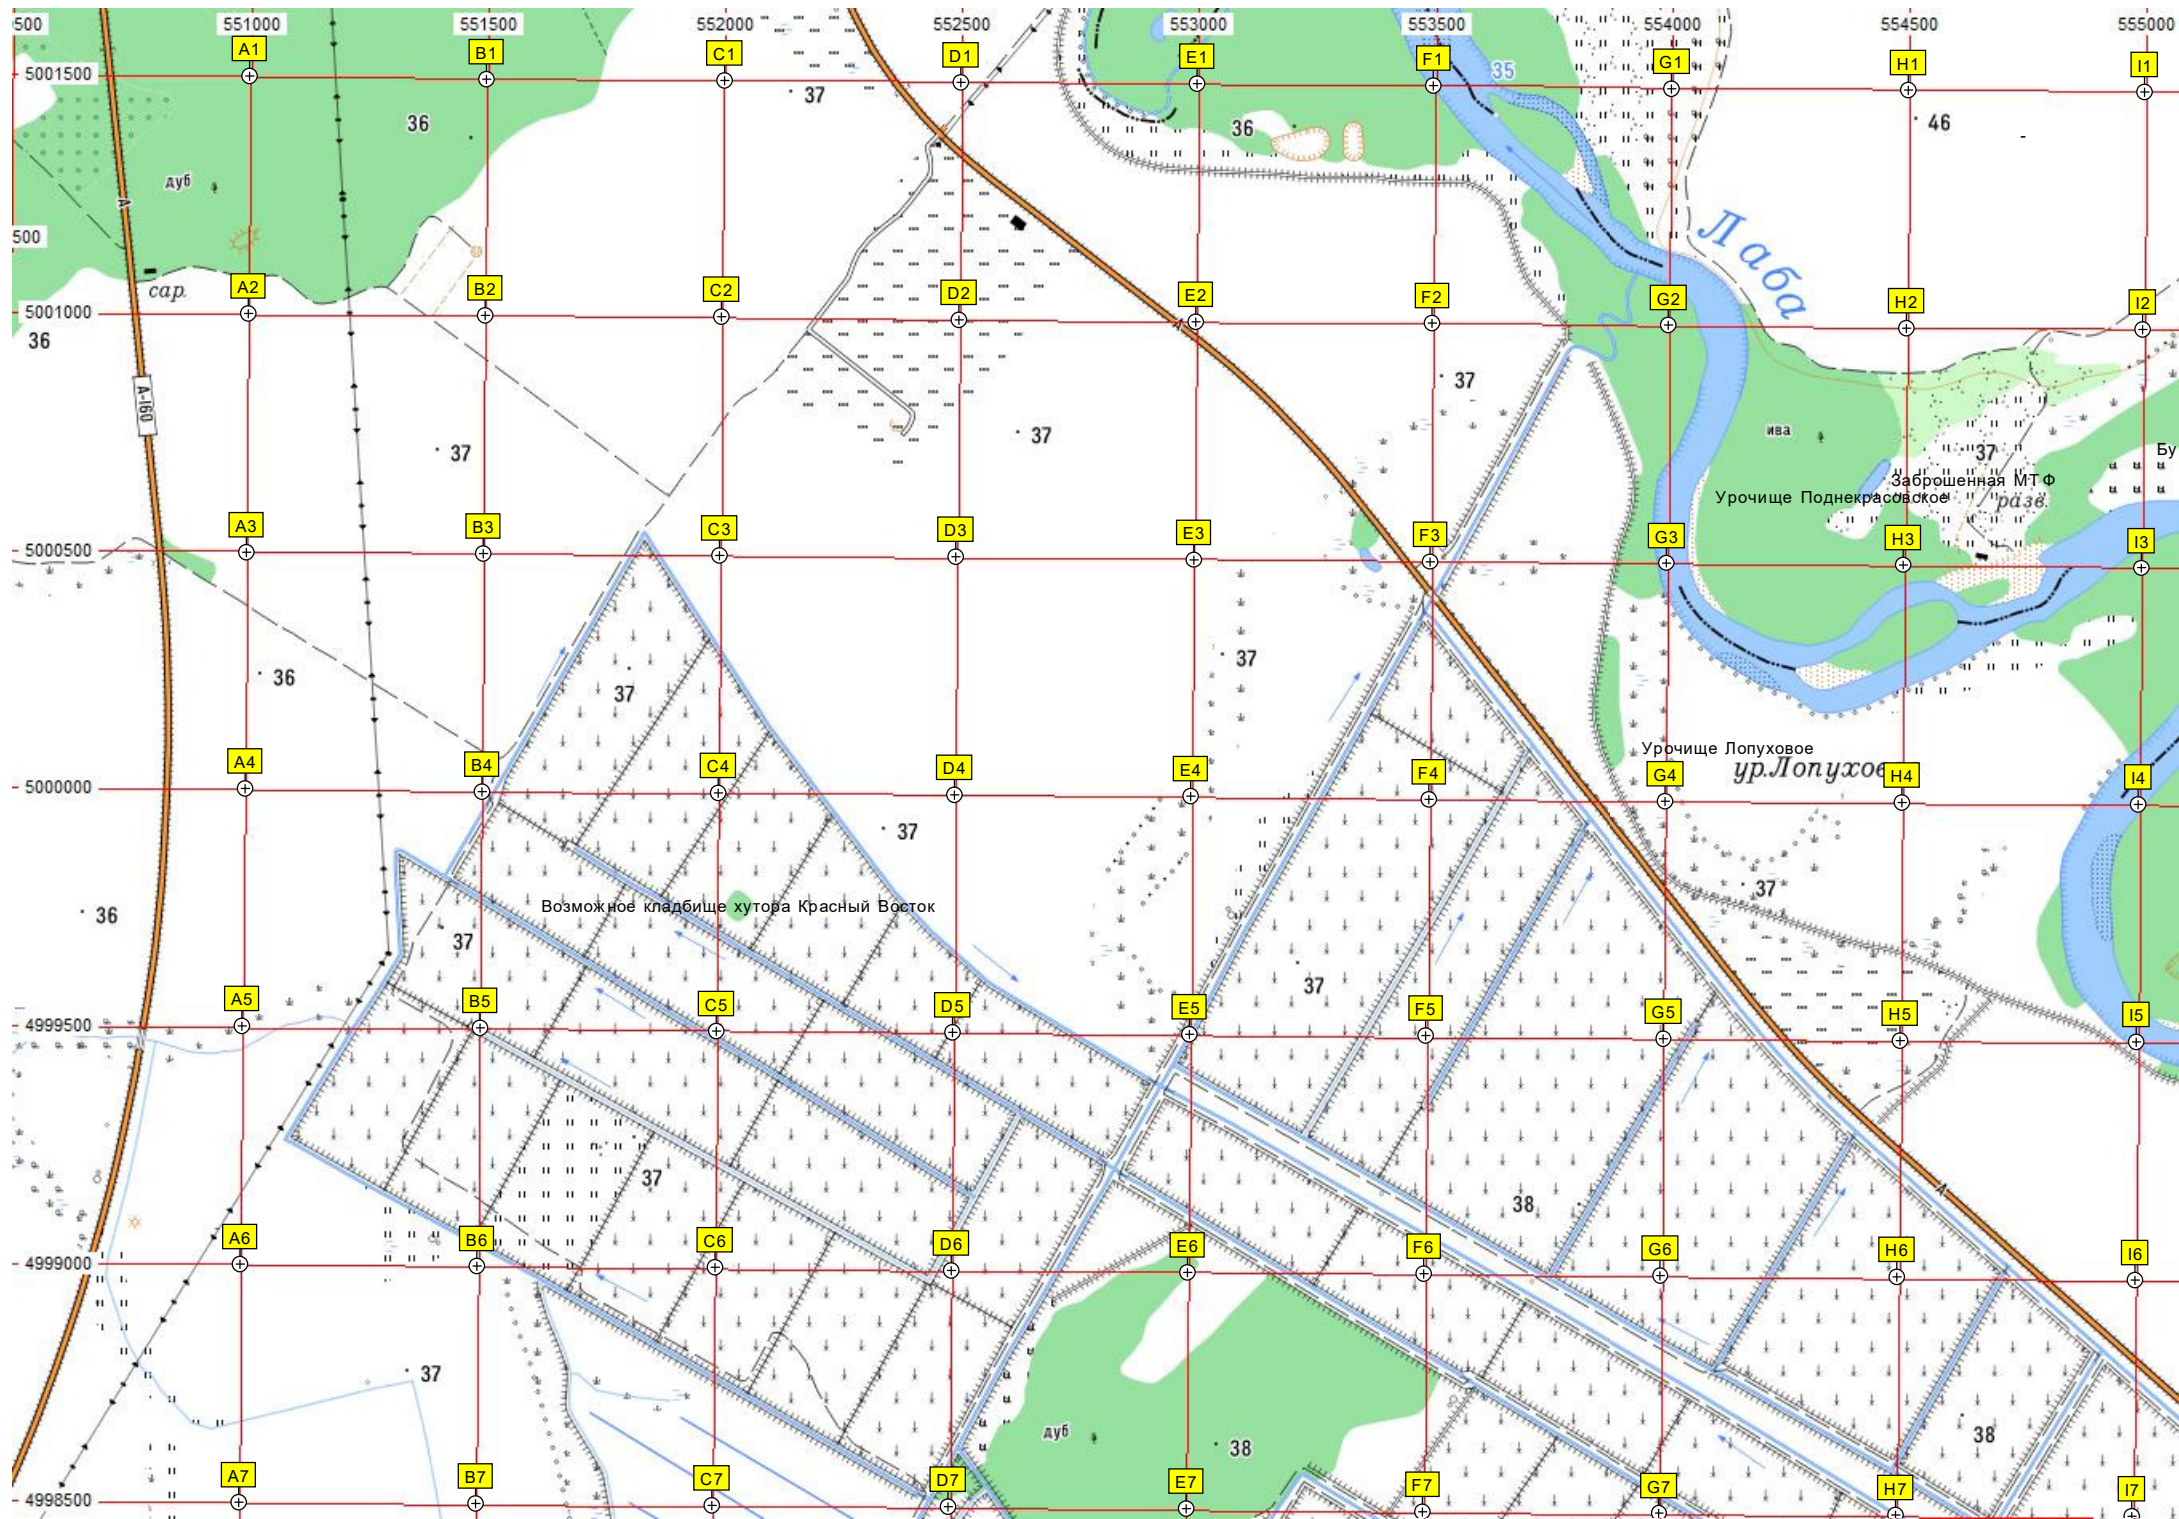 500 551000 551500 552000 552500 553000 553500 554000 554500 555000
A1 B1 C1 D1 E1 F1 G1 H1 I1
5001500
35
37
36
36
46
дуб
А
500
Лаба
сар.
A2 B2 C2 D2 E2 F2 G2 H2 I2
5001000
36
А
37
А-160
37
37
ива
37
Бу
Заброшенная МТФ
Урочище Поднекрасовское
разв.
A3 B3 C3 D3 E3 F3 G3 H3 I3
5000500
37
36
37
Урочище Лопуховое
ур.Лопухов
A4 B4 C4 D4 E4 F4 G4 H4 I4
5000000
37
37
Возможное кладбище хутора Красный Восток
36
37
37
A5 B5 C5 D5 E5 F5 G5 H5 I5
4999500
37
А
38
A6 B6 C6 D6 E6 F6 G6 H6 I6
4999000
37
дуб
38
38
A7 B7 C7 D7 E7 F7 G7 H7 I7
4998500